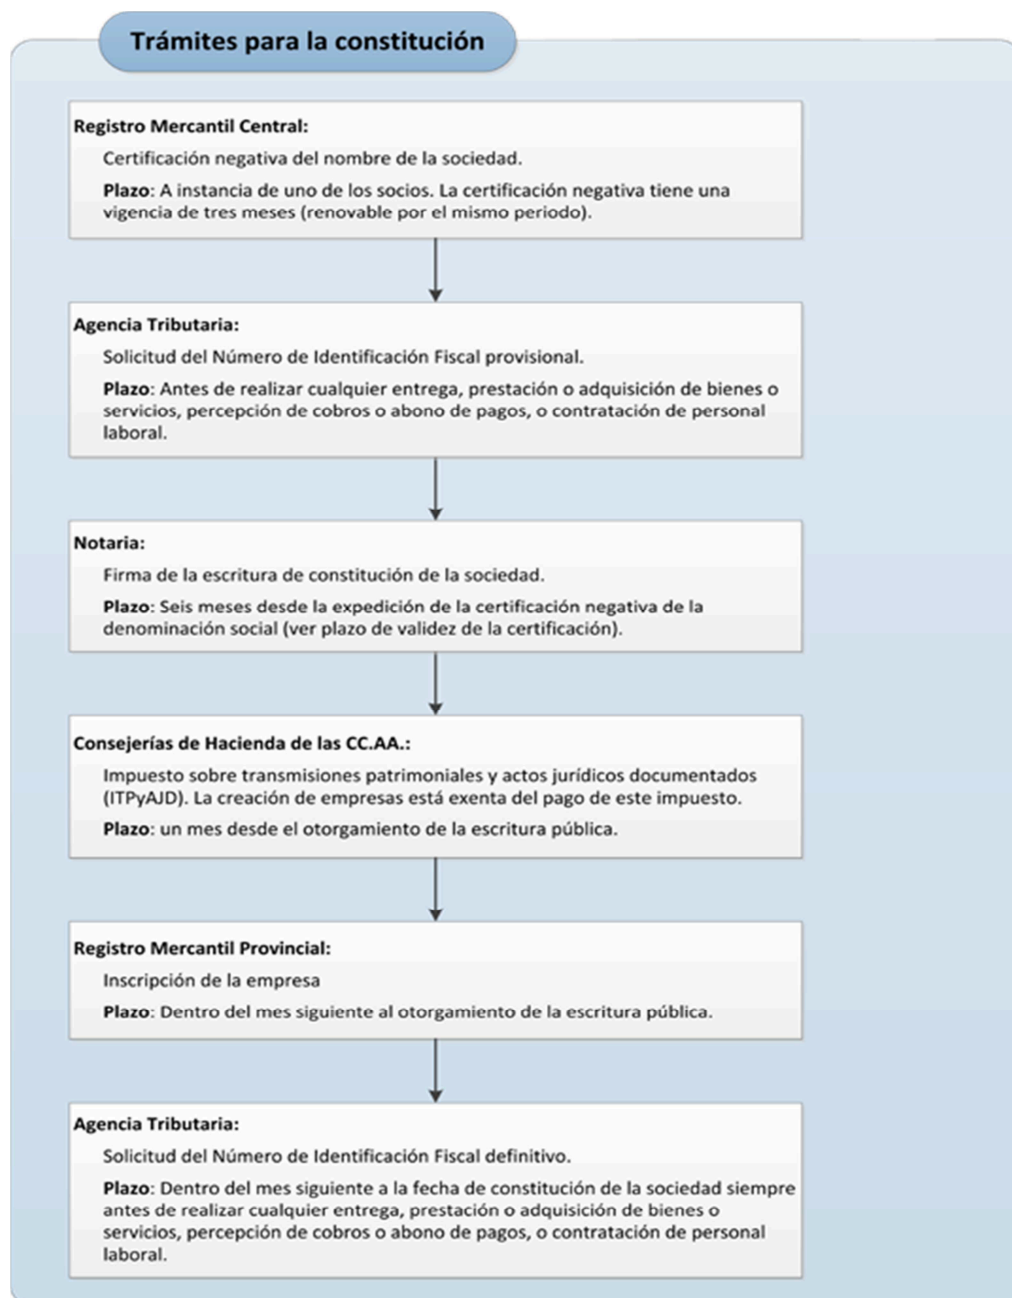 Trámites para la constitución
Registro Mercantil Central:
Certificación negativa del nombre de la sociedad.
Plazo: A instancia de uno de los socios. La certificación negativa tiene una
vigencia de tres meses (renovable por el mismo periodo).
Agencia Tributaria:
Solicitud del Número de Identificación Fiscal provisional.
Plazo: Antes de realizar cualquier entrega, prestación o adquisición de bienes o
servicios, percepción de cobros o abono de pagos, o contratación de personal
laboral.
Notaria:
Firma de la escritura de constitución de la sociedad.
Plazo: Seis meses desde la expedición de la certificación negativa de la
denominación social (ver plazo de validez de la certificación).
Consejerías de Hacienda de las CC.AA.:
Impuesto sobre transmisiones patrimoniales y actos jurídicos documentados
(ITPyAJD). La creación de empresas está exenta del pago de este impuesto.
Plazo: un mes desde el otorgamiento de la escritura pública.
Registro Mercantil Provincial:
Inscripción de la empresa
Plazo: Dentro del mes siguiente al otorgamiento de la escritura pública.
Agencia Tributaria:
Solicitud del Número de Identificación Fiscal definitivo.
Plazo: Dentro del mes siguiente a la fecha de constitución de la sociedad siempre
antes de realizar cualquier entrega, prestación o adquisición de bienes o
servicios, percepción de cobros o abono de pagos, o contratación de personal
laboral.